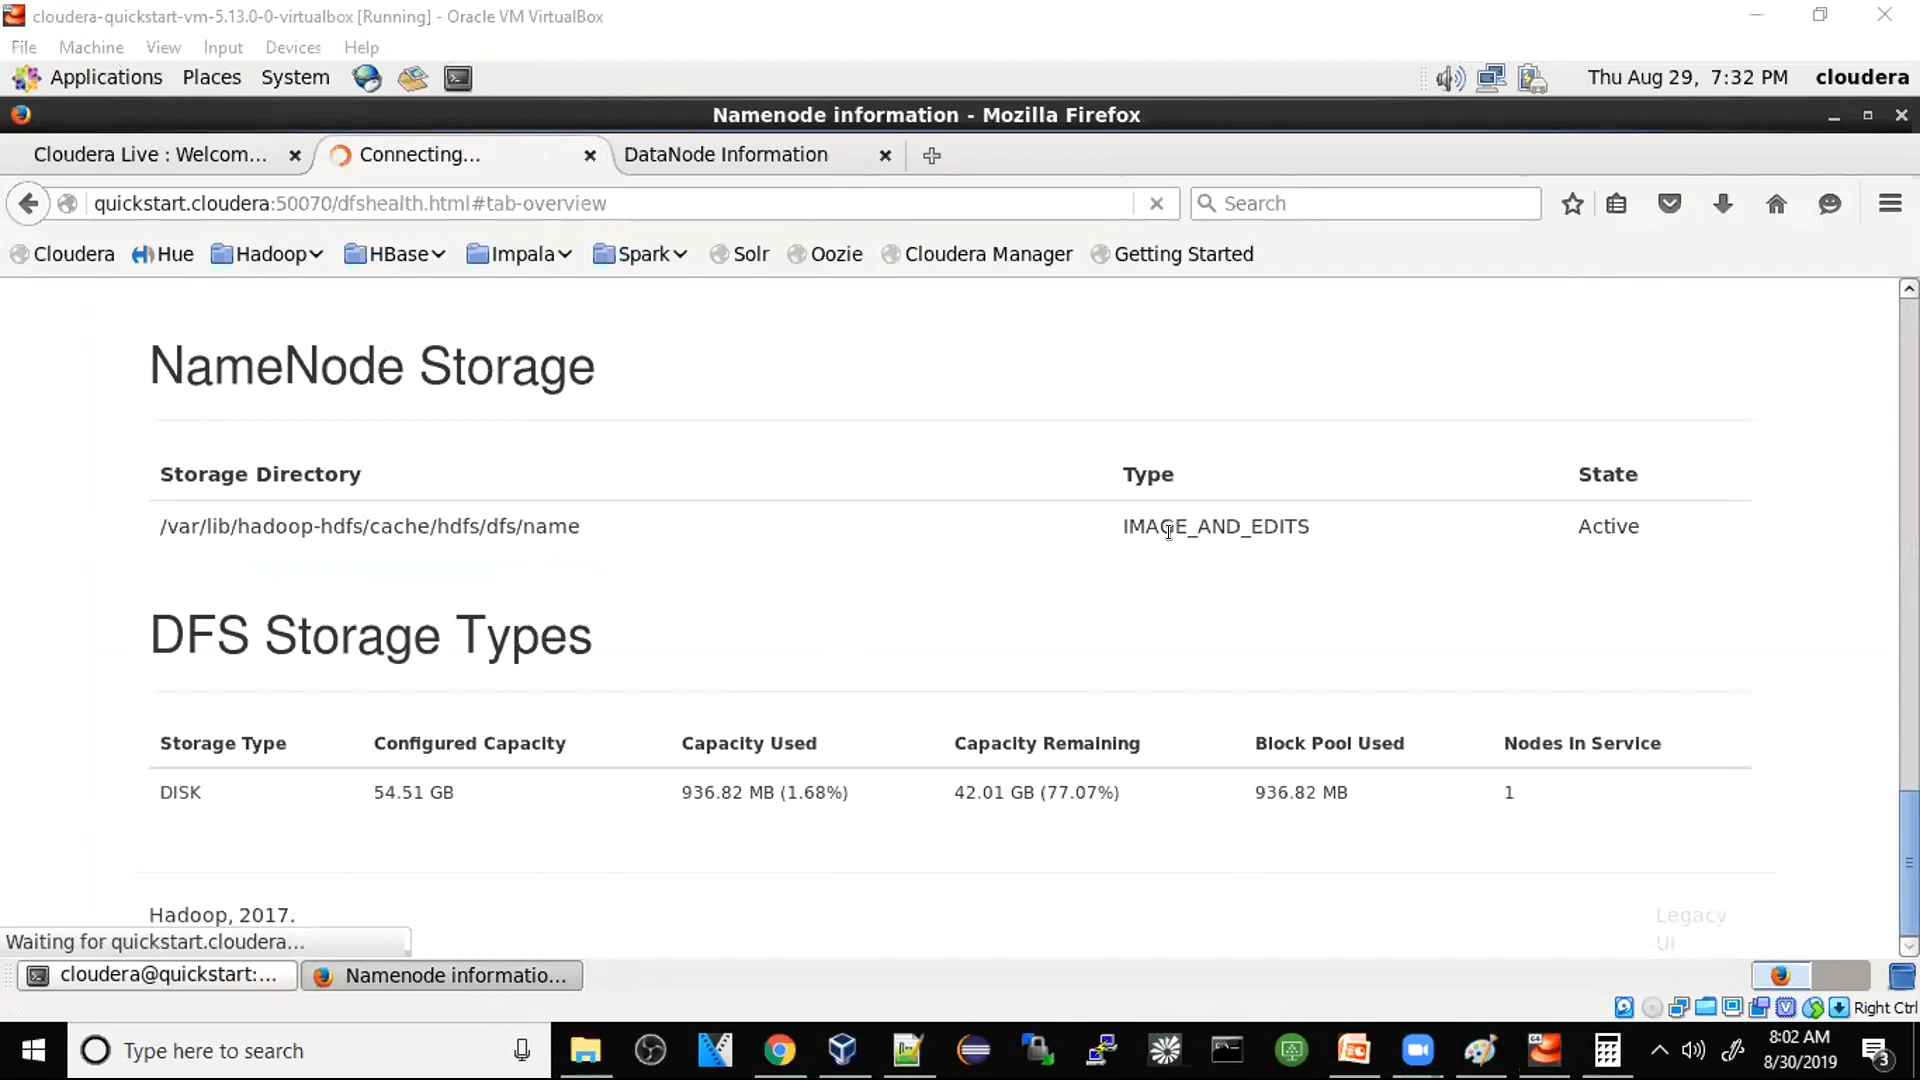 cloudera-quickstart-vm-5.13.0-0-virtualbox [Running] - Oracle VM VirtualBox
File Machine View Input Devices Help
Applications Places System Thu Aug 29, 7:32 PM cloudera
Namenode information - Mozilla Firefox
Cloudera Live : Welcom... Connecting... DataNode Information
quickstart.cloudera:50070/dfshealth.html#tab-overview Search
Cloudera Hue Hadoop HBase Impala Spark Solr Oozie Cloudera Manager Getting Started
NameNode Storage
Storage Directory Type State
/var/lib/hadoop-hdfs/cache/hdfs/dfs/name IMAGE_AND_EDITS Active
DFS Storage Types
Storage Type Configured Capacity Capacity Used Capacity Remaining Block Pool Used Nodes In Service
DISK 54.51 GB 936.82 MB (1.68%) 42.01 GB (77.07%) 936.82 MB 1
Hadoop, 2017. Legacy
UI
Waiting for quickstart.cloudera...
cloudera@quickstart:... Namenode informatio...
Right Ctrl
Type here to search 8:02 AM
8/30/2019 3